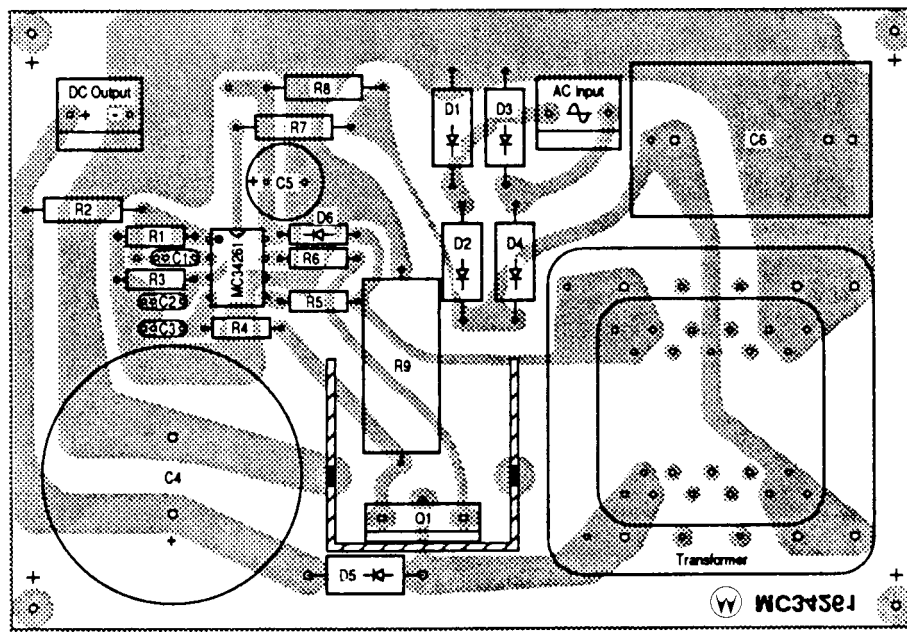 DC Output
+ -
R8
R7
D1
D3
AC Input
C6
+ C5
R2
R1
D6
C1
MC34261
R6
D2
D4
R3
C2
R5
C3
R4
R9
C4
+
Q1
D5
Transformer
MC34261